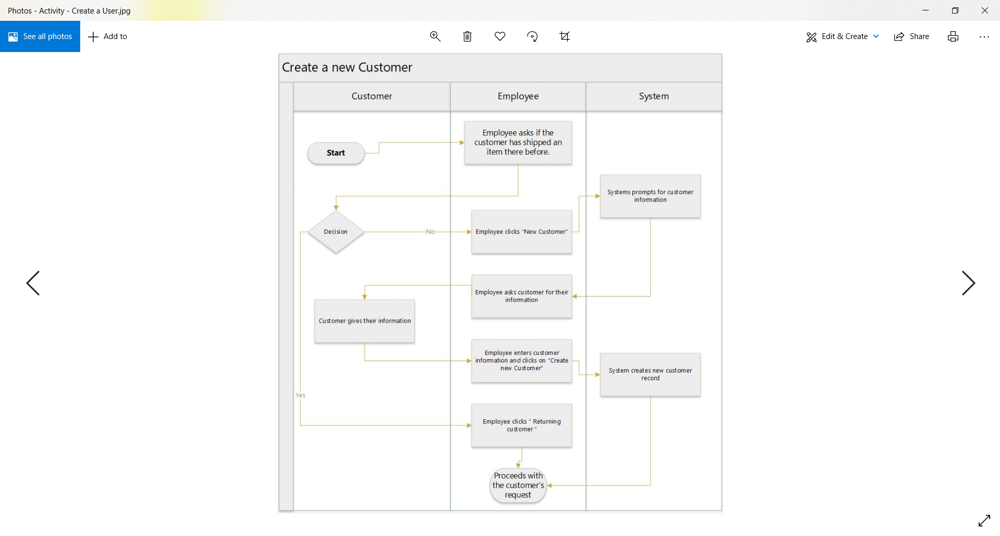 Photos - Activity - Create a User.jpg
See all photos
Add to
Edit & Create
Share
Create a new Customer
Customer
Employee
System
Start
Employee asks if the
customer has shipped an
item there before.
Systems prompts for customer
information
Decision
No
Employee clicks "New Customer"
Employee asks customer for their
information
Customer gives their information
Employee enters customer
information and clicks on "Create
new Customer"
System creates new customer
record
Yes
Employee clicks " Returning
customer "
Proceeds with
the customer's
request